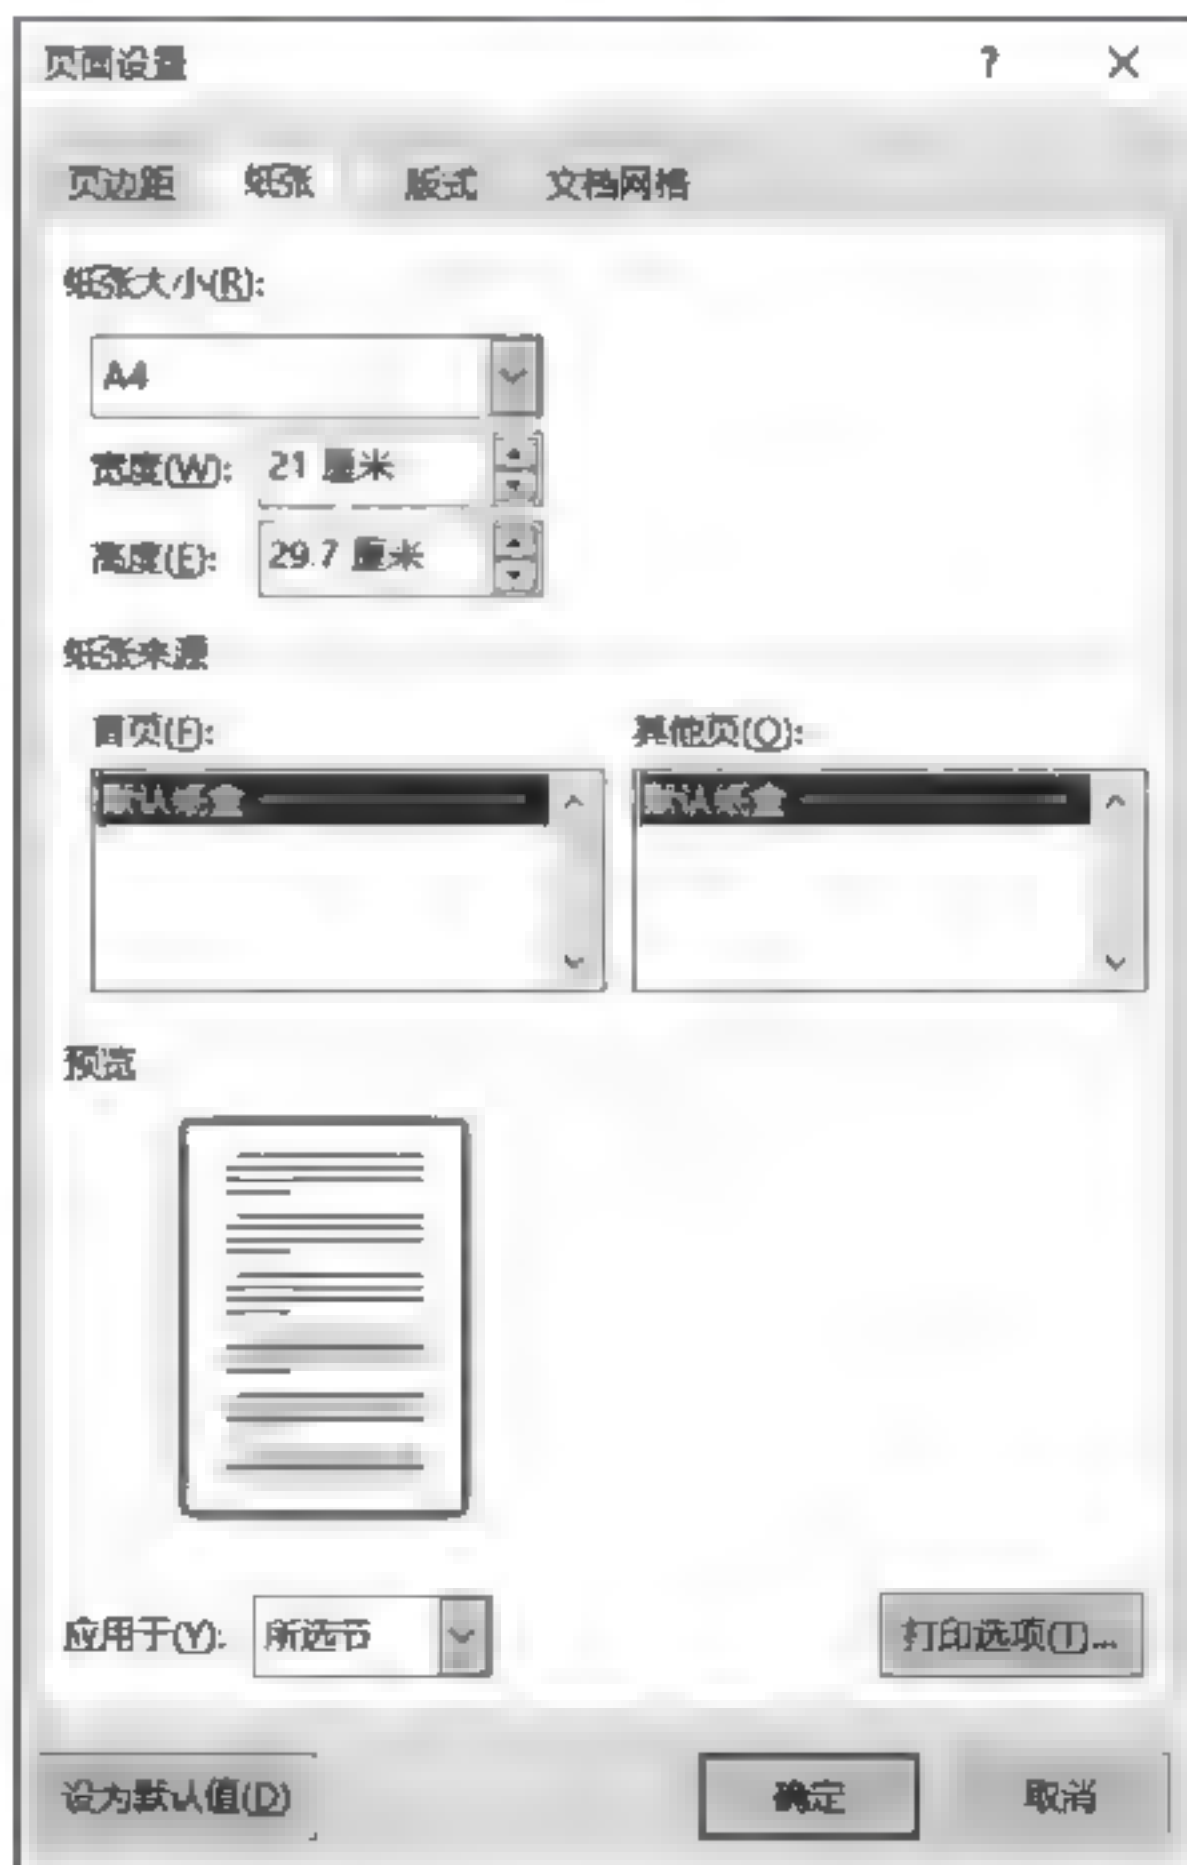 页面设置 ? ×
页边距 纸张 版式 文档网格
纸张大小(R):
A4
宽度(W): 21 厘米
高度(E): 29.7 厘米
纸张来源
首页(F): 其他页(O):
默认纸盒 默认纸盒
预览
应用于(Y): 所选节 打印选项(T)...
设为默认值(D) 确定 取消